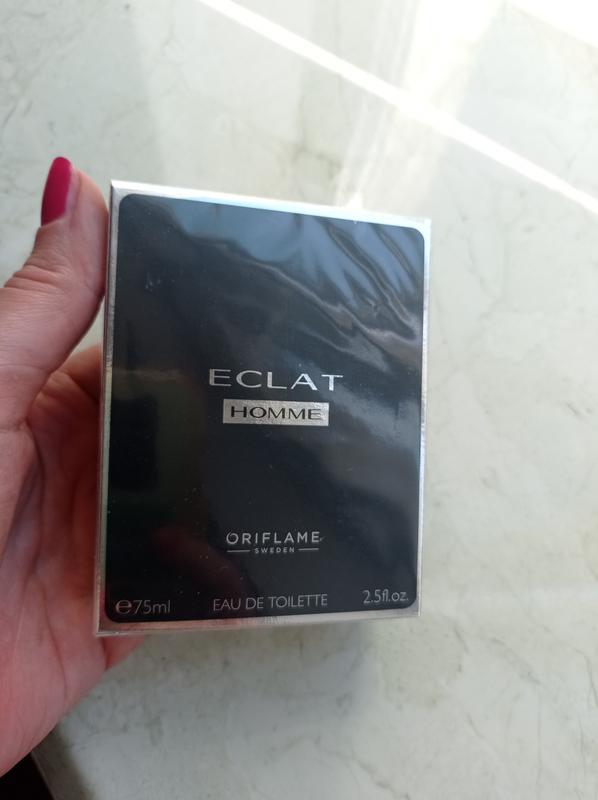 ECLAT
HOMME
ORIFLAME
SWEDEN
℮75ml EAU DE TOILETTE 2.5fl.oz.